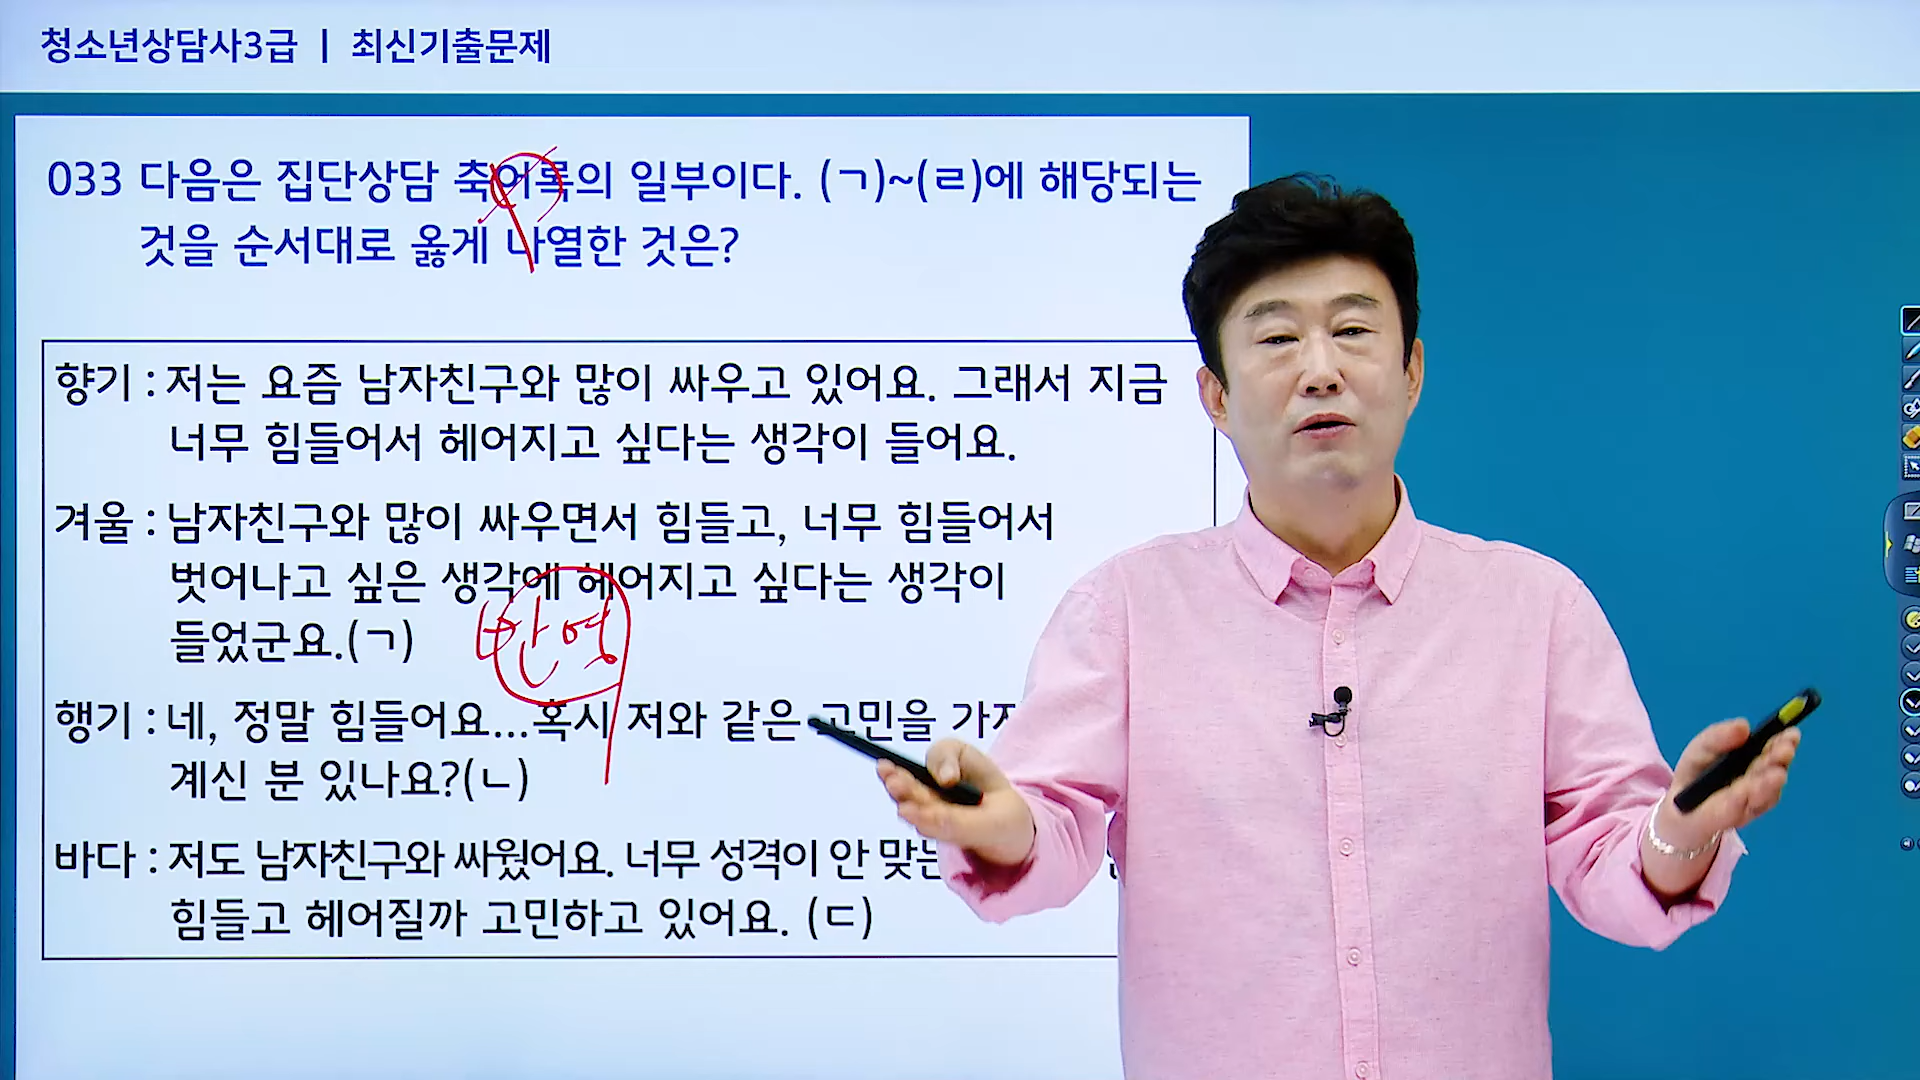 청소년상담사3급 | 최신기출문제
033 다음은 집단상담 축어록의 일부이다. (ㄱ)~(ㄹ)에 해당되는
것을 순서대로 옳게 나열한 것은?
향기 : 저는 요즘 남자친구와 많이 싸우고 있어요. 그래서 지금
너무 힘들어서 헤어지고 싶다는 생각이 들어요.
겨울 : 남자친구와 많이 싸우면서 힘들고, 너무 힘들어서
벗어나고 싶은 생각에 헤어지고 싶다는 생각이
들었군요.(ㄱ)
반영
행기 : 네, 정말 힘들어요...혹시 저와 같은 고민을
계신 분 있나요?(ㄴ)
바다 : 저도 남자친구와 싸웠어요. 너무 성격이 안
힘들고 헤어질까 고민하고 있어요. (ㄷ)